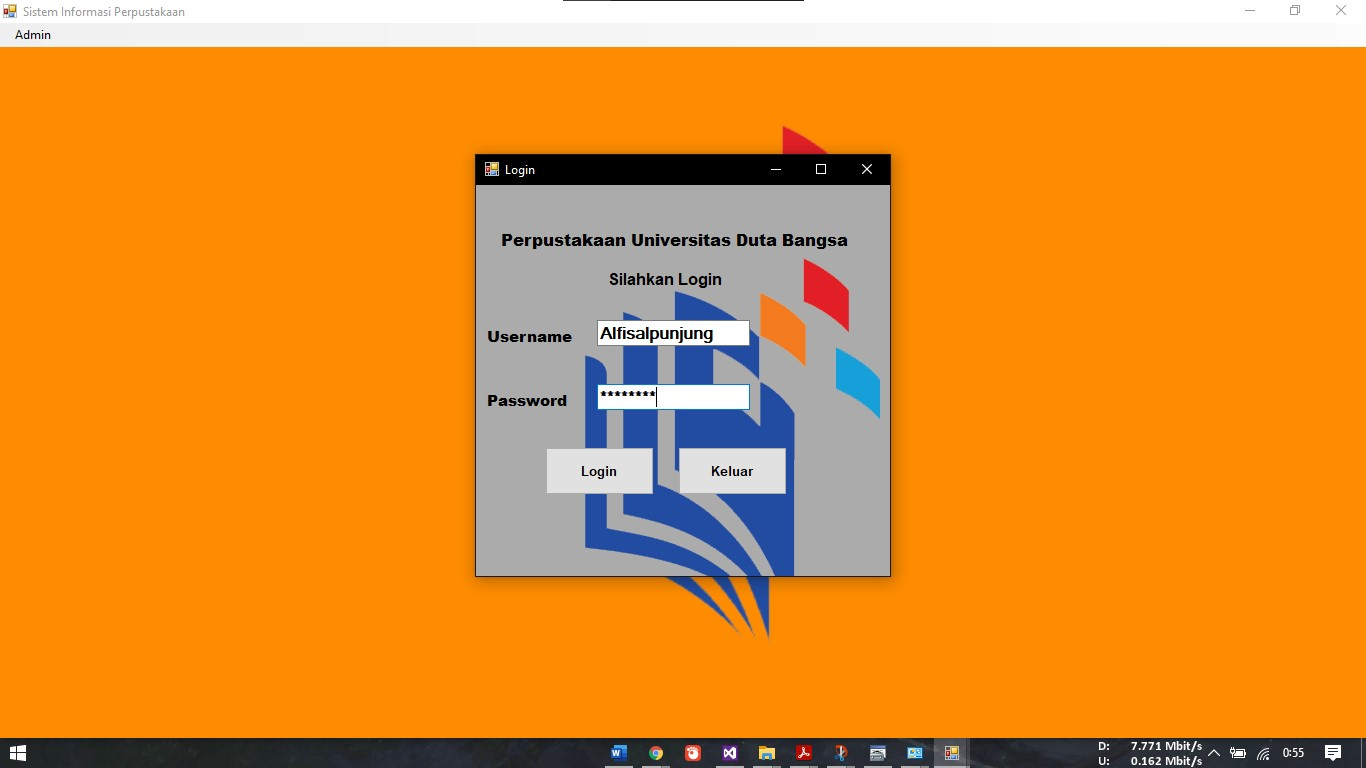 Sistem Informasi Perpustakaan
Admin
Login
Perpustakaan Universitas Duta Bangsa
Silahkan Login
Username Alfisalpunjung
Password ********
Login Keluar
D: 7.771 Mbit/s
U: 0.162 Mbit/s
0:55